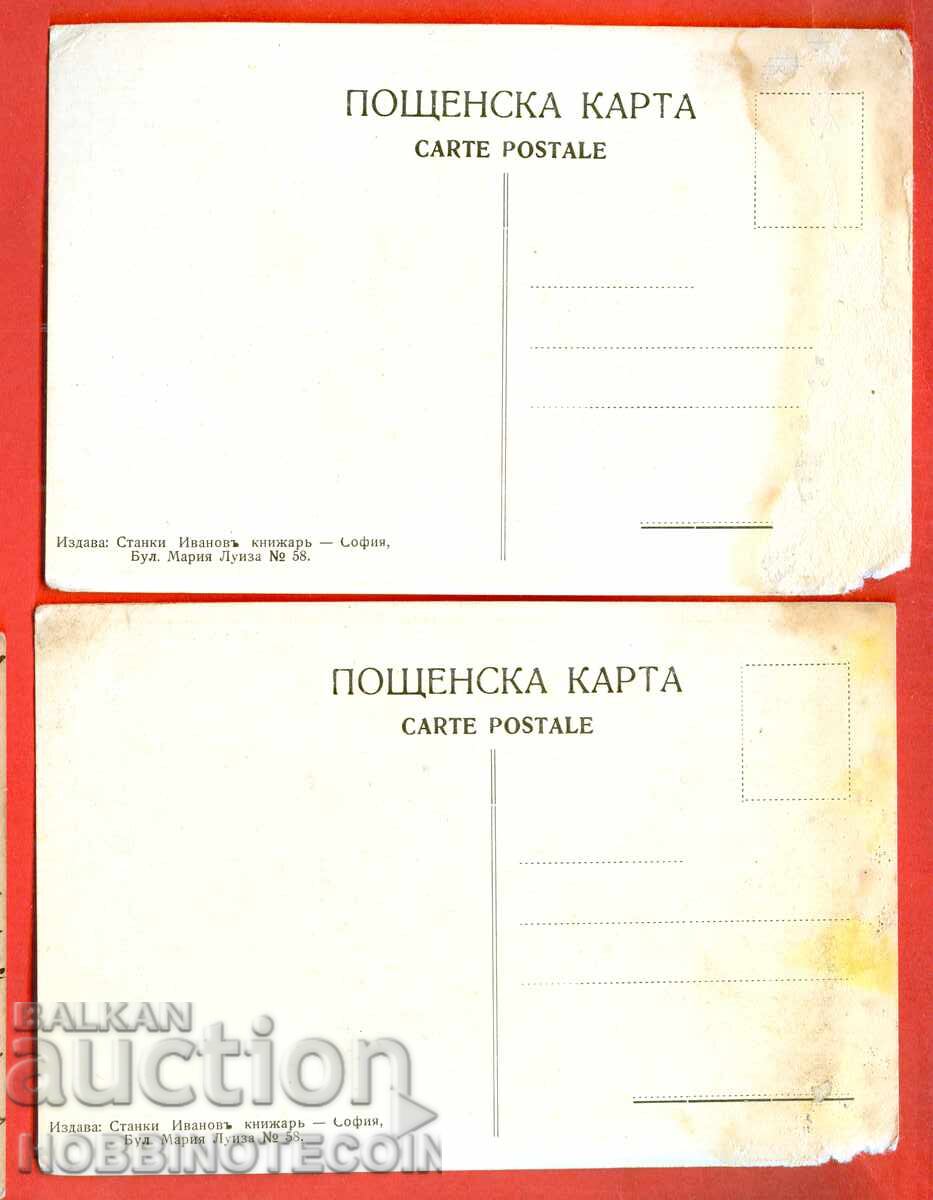 ПОЩЕНСКА КАРТА
CARTE POSTALE
Издава: Станки Ивановъ книжарь — София,
Бул. Мария Луиза № 58.
ПОЩЕНСКА КАРТА
CARTE POSTALE
BALKAN
auction
Издава: Станки Ивановъ книжарь — София,
Бул. Мария Луиза № 58.
HOBBINOTECOIN